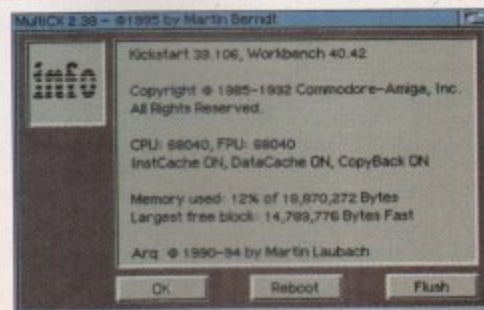 MultiCX 2.38 - ©1995 by Martin Berndt
info
Kickstart 39.106, Workbench 40.42
Copyright © 1985-1992 Commodore-Amiga, Inc.
All Rights Reserved.
CPU: 68040, FPU: 68040
InstCache ON, DataCache ON, CopyBack ON
Memory used: 12% of 18,870,272 Bytes
Largest free block: 14,789,776 Bytes Fast
Arq © 1990-94 by Martin Laubach
OK Reboot Flush